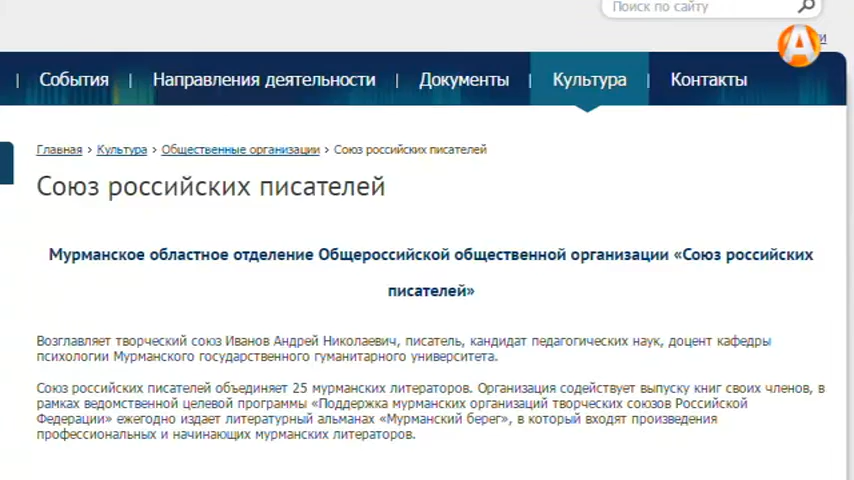 Поиск по сайту
| События | Направления деятельности | Документы | Культура | Контакты
Главная › Культура › Общественные организации › Союз российских писателей
Союз российских писателей
Мурманское областное отделение Общероссийской общественной организации «Союз российских
писателей»
Возглавляет творческий союз Иванов Андрей Николаевич, писатель, кандидат педагогических наук, доцент кафедры
психологии Мурманского государственного гуманитарного университета.
Союз российских писателей объединяет 25 мурманских литераторов. Организация содействует выпуску книг своих членов, в
рамках ведомственной целевой программы «Поддержка мурманских организаций творческих союзов Российской
Федерации» ежегодно издает литературный альманах «Мурманский берег», в который входят произведения
профессиональных и начинающих мурманских литераторов.